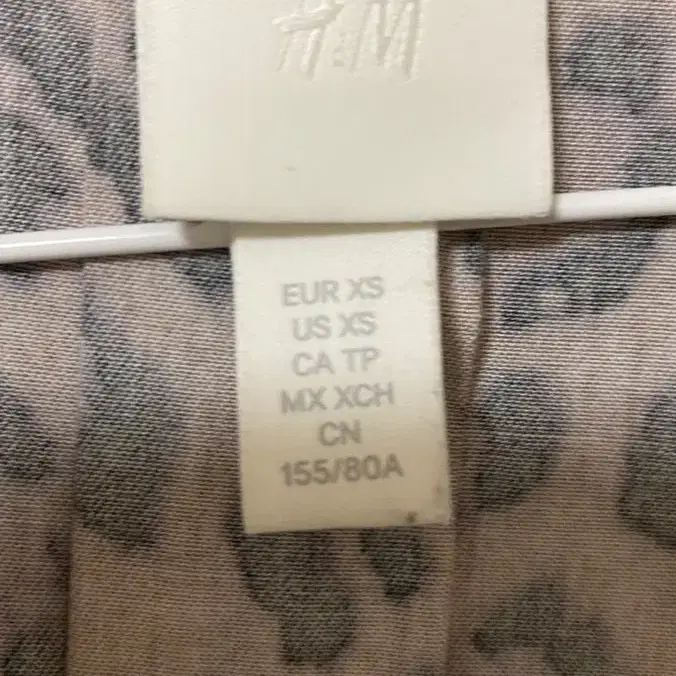 H&M
EUR XS
US XS
CA TP
MX XCH
CN
155/80A